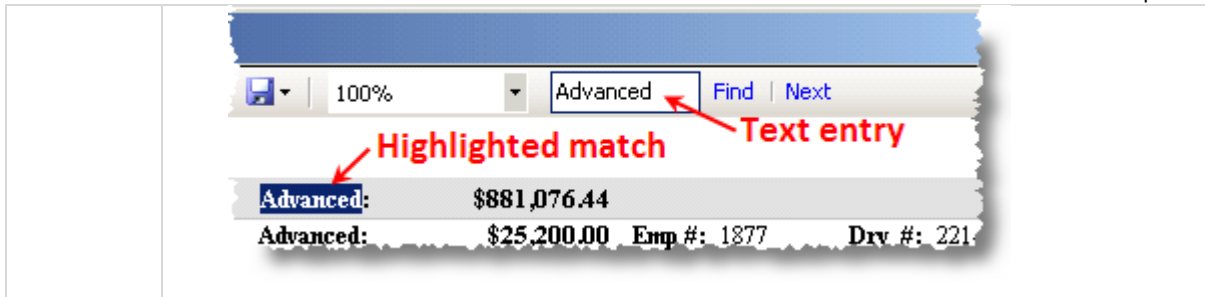 100% Advanced Find | Next
Text entry
Highlighted match
Advanced: $881,076.44
Advanced: $25,200.00 Emp #: 1877 Drv #: 221